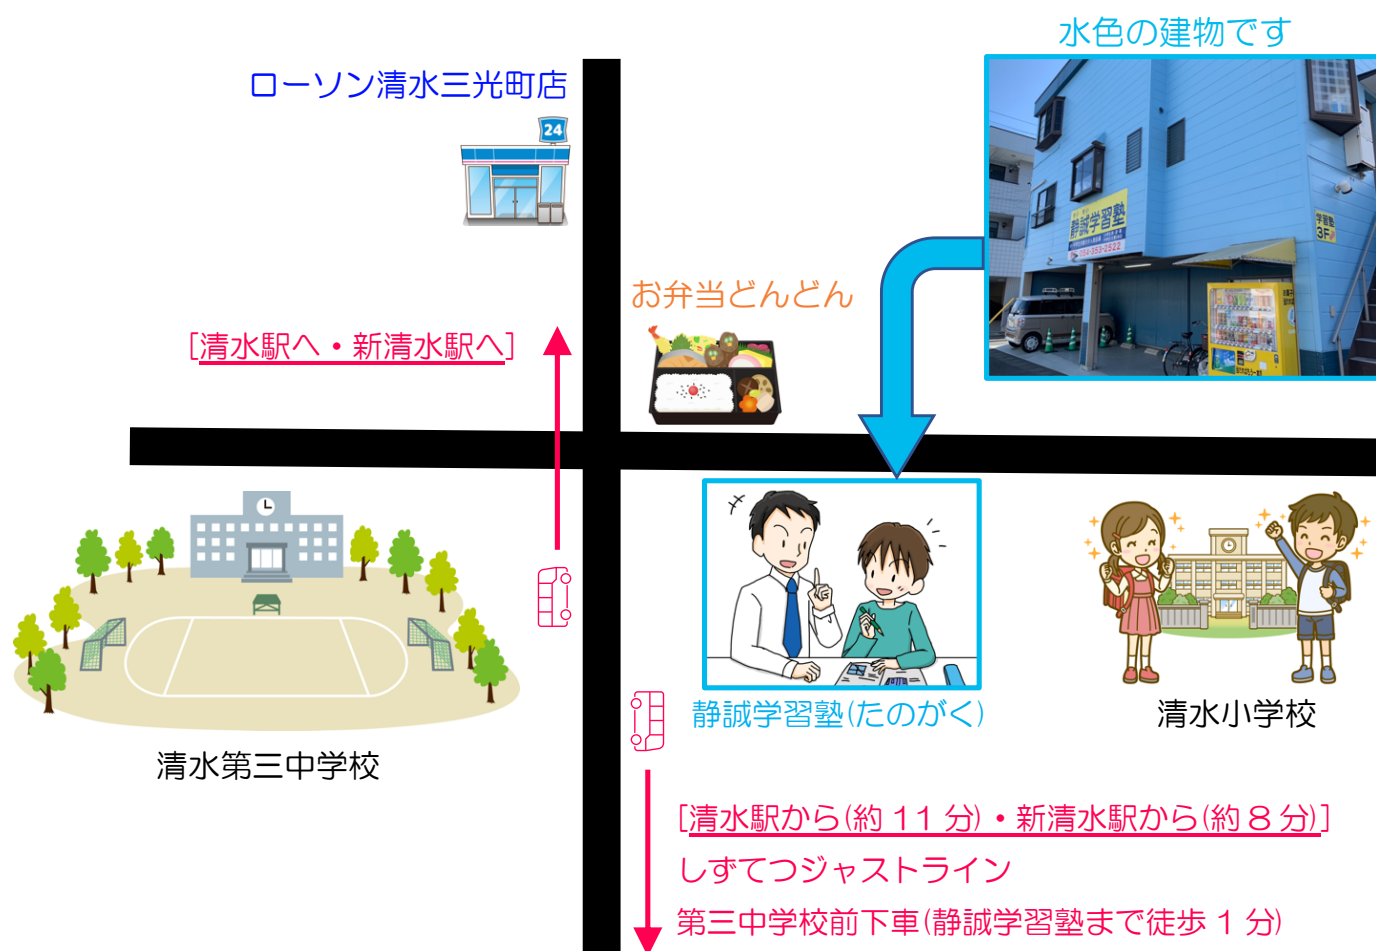 水色の建物です
ローソン清水三光町店
24
静誠学習塾
054-353-2522
学習塾
3F
お弁当どんどん
[清水駅へ・新清水駅へ]
静誠学習塾(たのがく)
清水小学校
清水第三中学校
[清水駅から(約 11 分)・新清水駅から(約 8 分)]
しずてつジャストライン
第三中学校前下車(静誠学習塾まで徒歩 1 分)